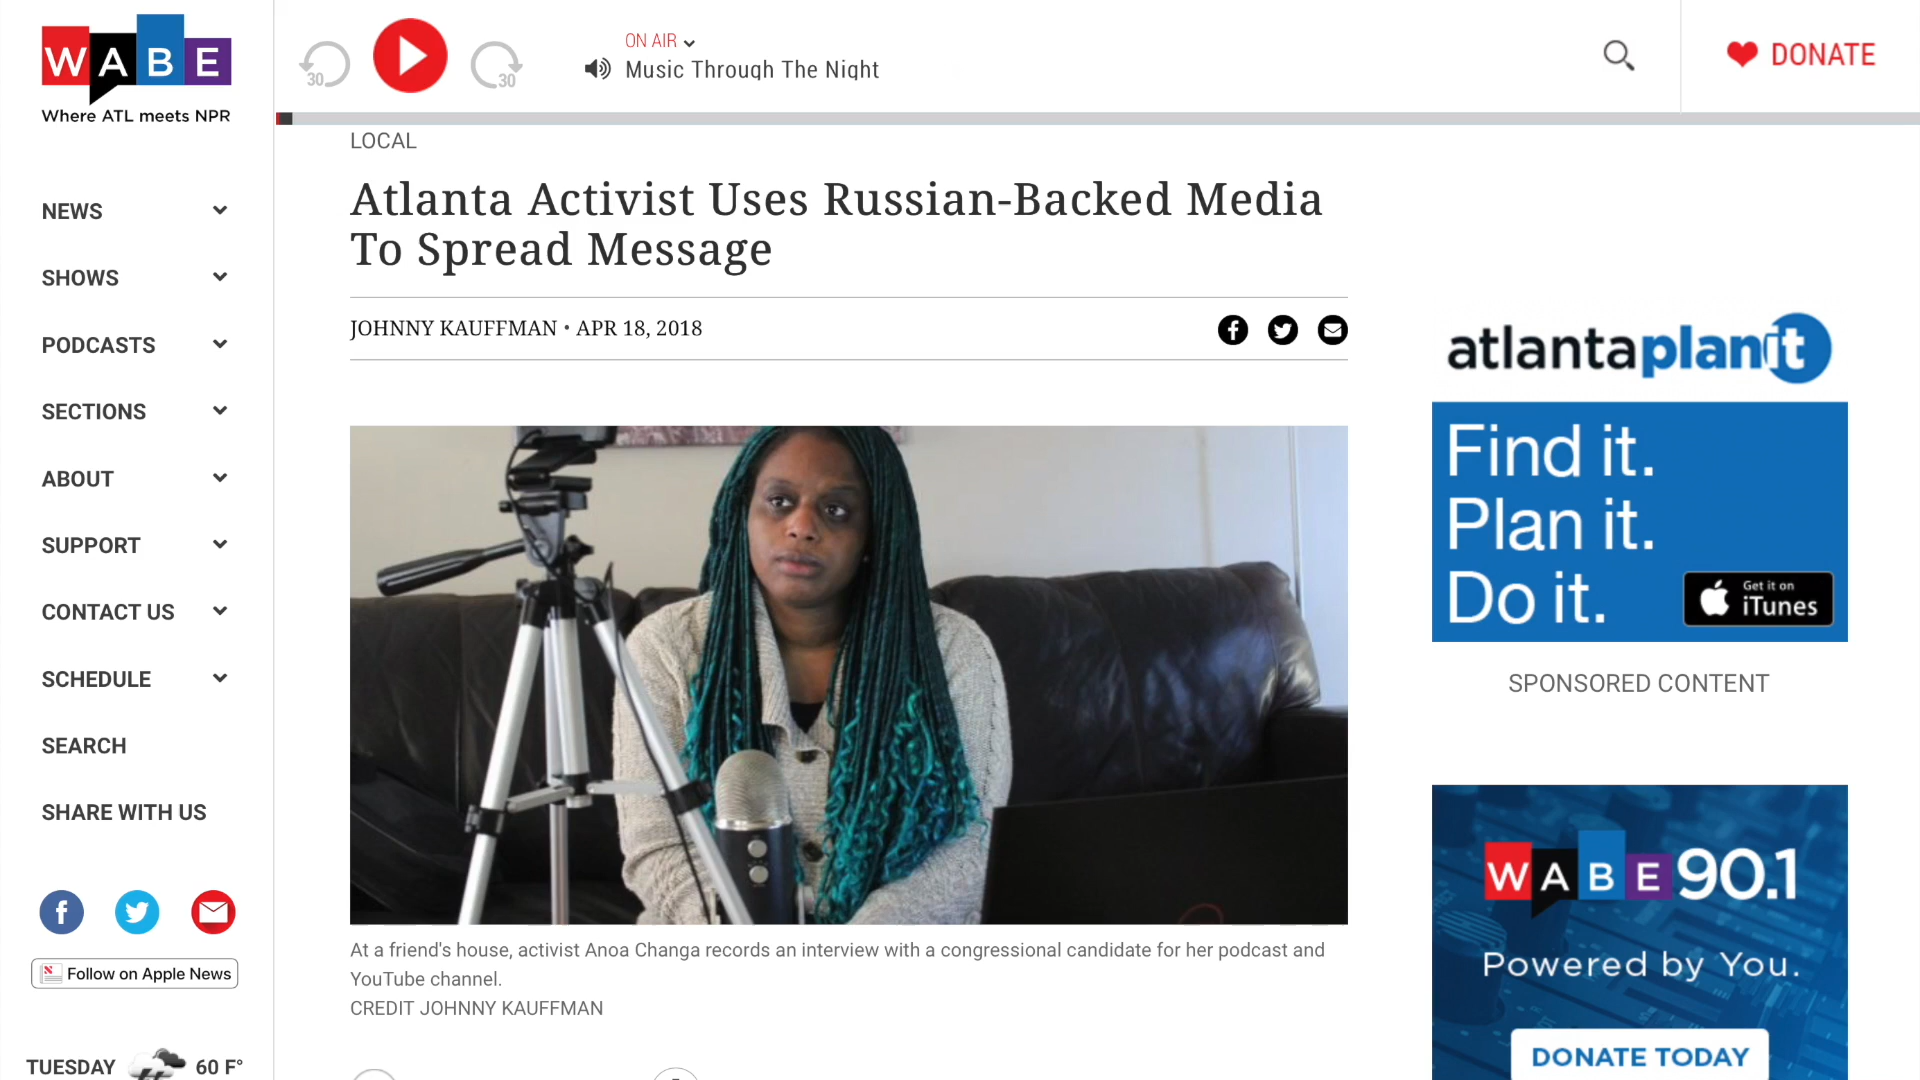 WABE
Where ATL meets NPR
30
30
ON AIR
Music Through The Night
DONATE
NEWS
SHOWS
PODCASTS
SECTIONS
ABOUT
SUPPORT
CONTACT US
SCHEDULE
SEARCH
SHARE WITH US
Follow on Apple News
TUESDAY 60 F°
LOCAL
Atlanta Activist Uses Russian-Backed Media
To Spread Message
JOHNNY KAUFFMAN • APR 18, 2018
At a friend's house, activist Anoa Changa records an interview with a congressional candidate for her podcast and
YouTube channel.
CREDIT JOHNNY KAUFFMAN
atlantaplanit
Find it.
Plan it.
Do it.
Get it on
iTunes
SPONSORED CONTENT
WABE 90.1
Powered by You.
DONATE TODAY